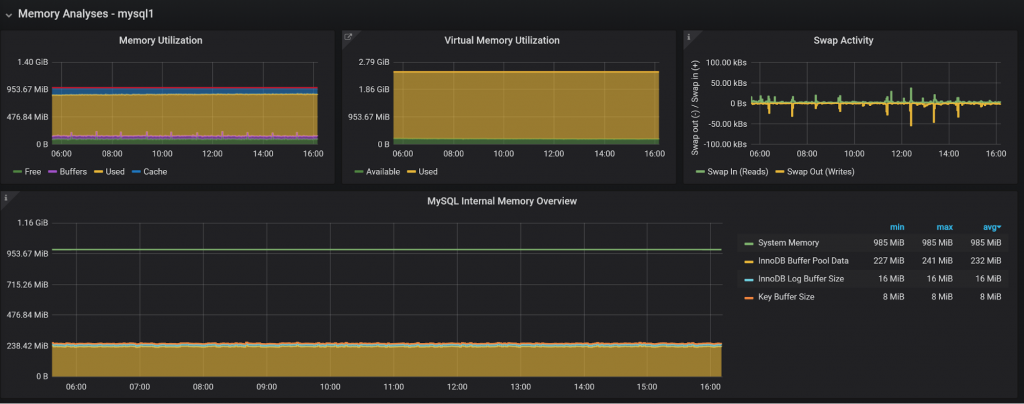 Memory Analyses - mysql1
Memory Utilization
1.40 GiB
953.67 MiB
476.84 MiB
0 B
06:00 08:00 10:00 12:00 14:00 16:00
Free Buffers Used Cache
Virtual Memory Utilization
2.79 GiB
1.86 GiB
953.67 MiB
0 B
06:00 08:00 10:00 12:00 14:00 16:00
Available Used
Swap Activity
Swap out (-) / Swap in (+)
100.00 kBs
50.00 kBs
0 Bs
-50.00 kBs
-100.00 kBs
06:00 08:00 10:00 12:00 14:00 16:00
Swap In (Reads) Swap Out (Writes)
MySQL Internal Memory Overview
1.16 GiB
953.67 MiB
715.26 MiB
476.84 MiB
238.42 MiB
0 B
06:00 07:00 08:00 09:00 10:00 11:00 12:00 13:00 14:00 15:00 16:00
min max avg
System Memory 985 MiB 985 MiB 985 MiB
InnoDB Buffer Pool Data 227 MiB 241 MiB 232 MiB
InnoDB Log Buffer Size 16 MiB 16 MiB 16 MiB
Key Buffer Size 8 MiB 8 MiB 8 MiB